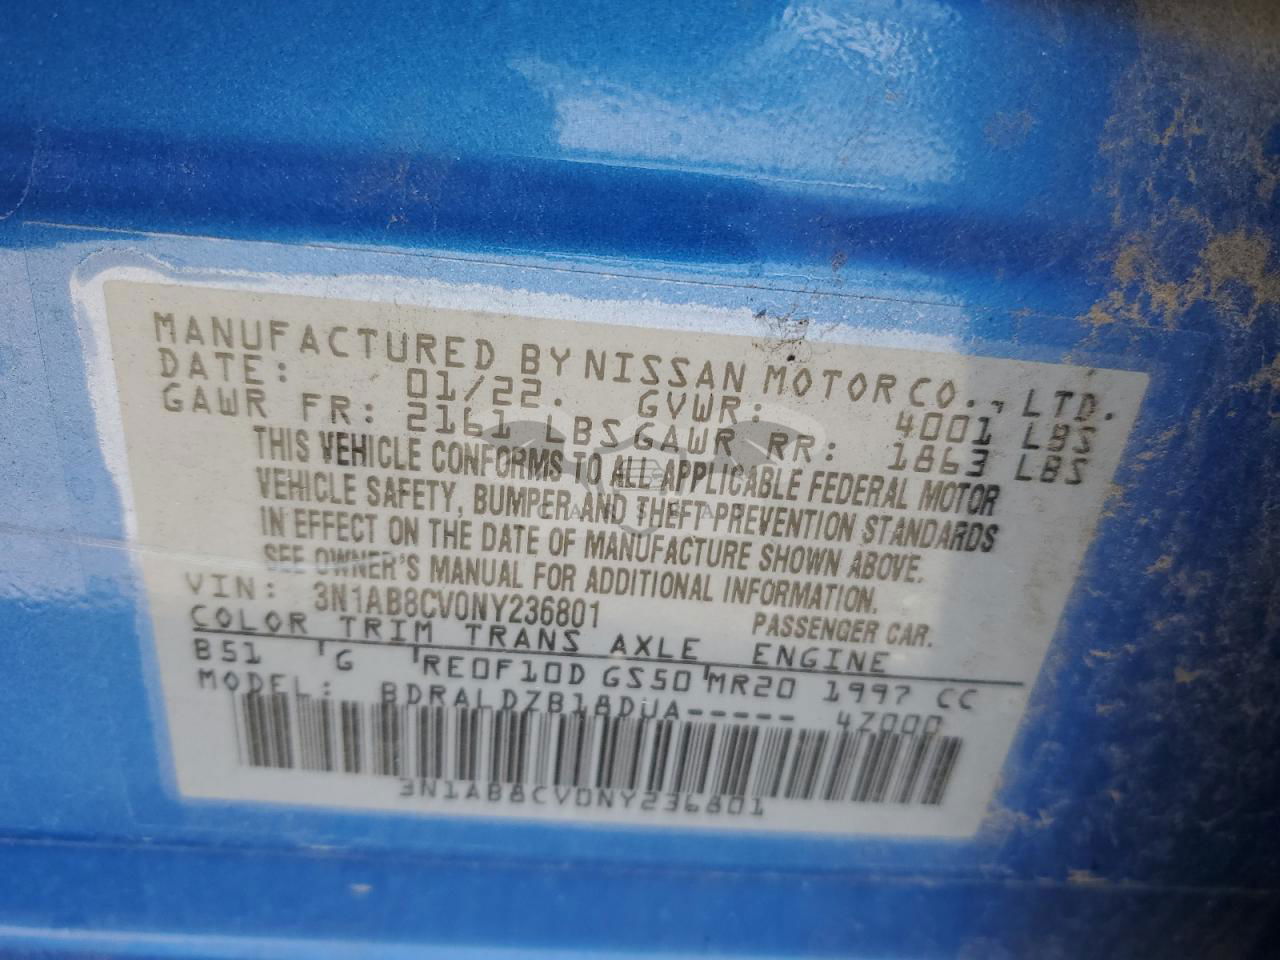 MANUFACTURED BY NISSAN MOTOR CO., LTD.
DATE: 01/22. GVWR: 4001 LBS
GAWR FR: 2161 LBS GAWR RR: 1863 LBS
THIS VEHICLE CONFORMS TO ALL APPLICABLE FEDERAL MOTOR
VEHICLE SAFETY, BUMPER AND THEFT PREVENTION STANDARDS
IN EFFECT ON THE DATE OF MANUFACTURE SHOWN ABOVE.
SEE OWNER'S MANUAL FOR ADDITIONAL INFORMATION.
VIN: 3N1AB8CV0NY236801 PASSENGER CAR.
COLOR TRIM TRANS AXLE ENGINE
B51 G RE0F10D GS50 MR20 1997 CC
MODEL: BDRALDZB18DUA----- 4Z000
3N1AB8CV0NY236801